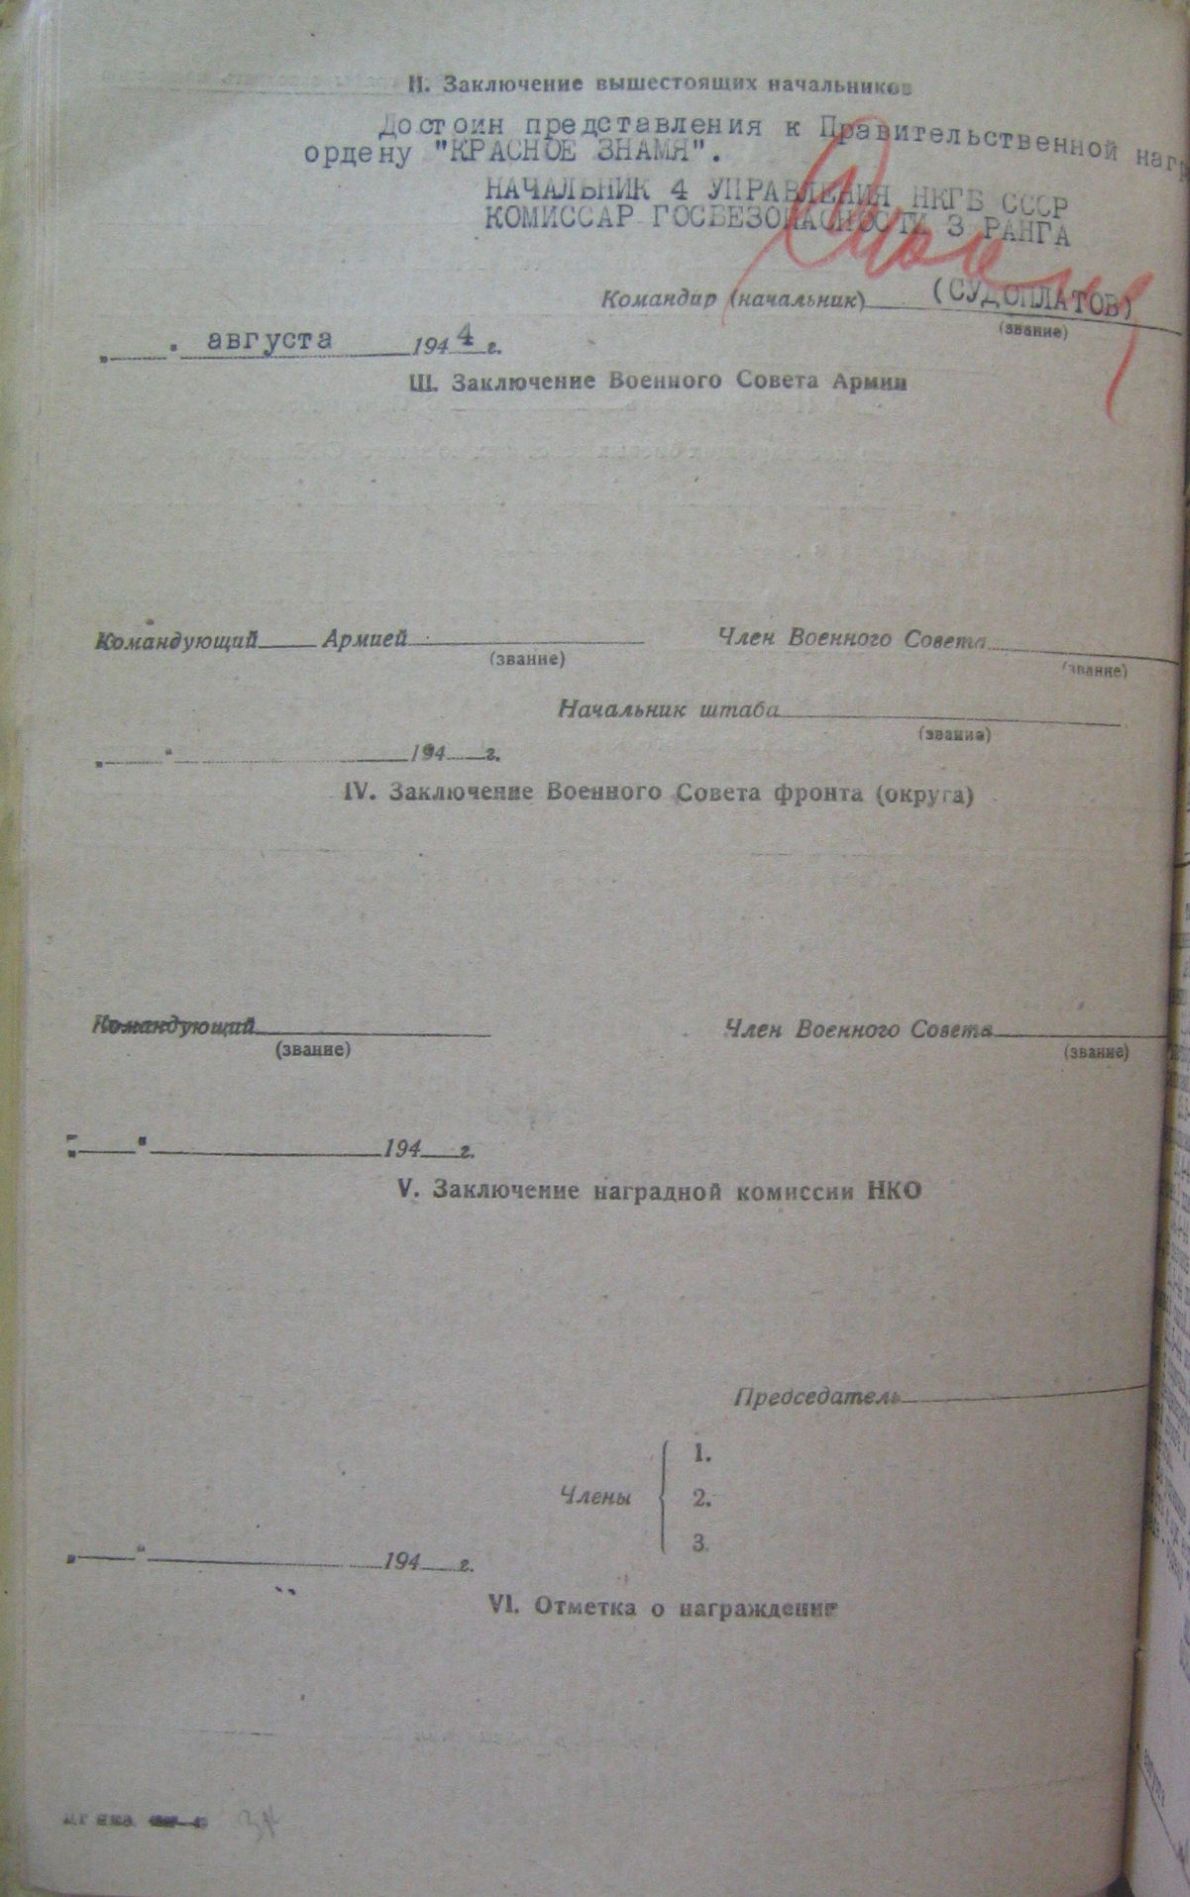 II. Заключение вышестоящих начальников
Достоин представления к Правительственной
ордену "КРАСНОЕ ЗНАМЯ".
НАЧАЛЬНИК 4 УПРАВЛЕНИЯ НКГБ СССР
КОМИССАР ГОСБЕЗОПАСНОСТИ 3 РАНГА
Командир (начальник) (СУДОПЛАТОВ)
(звание)
августа 1944 г.
III. Заключение Военного Совета Армии
Командующий Армией Член Военного Совета
(звание) (звание)
Начальник штаба
(звание)
194 г.
IV. Заключение Военного Совета фронта (округа)
Командующий Член Военного Совета
(звание) (звание)
194 г.
V. Заключение наградной комиссии НКО
Председатель
1.
Члены 2.
3.
194 г.
VI. Отметка о награждении